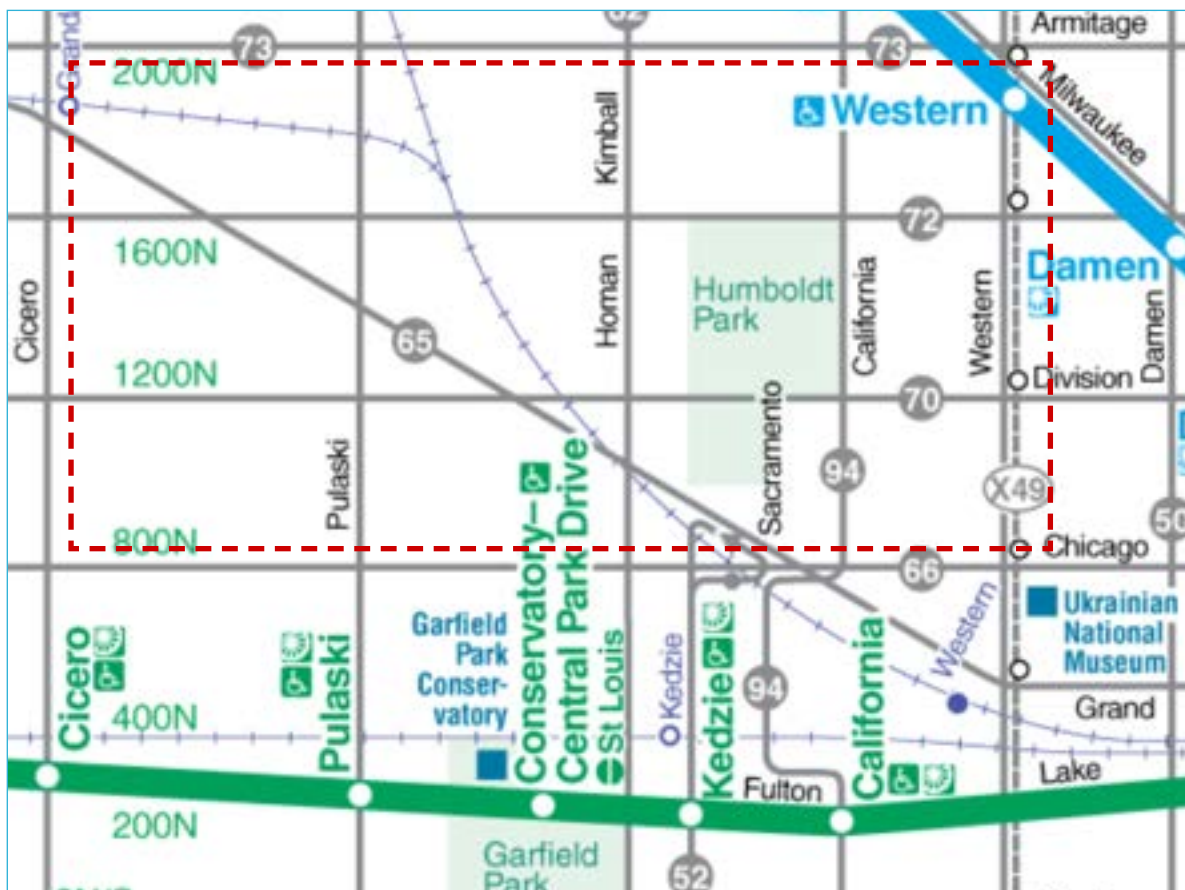 Armitage
Grand
73
82
73
2000N
Milwaukee
Western
Kimball
72
1600N
Damen
Humboldt
Park
Cicero
Homan
California
Western
Damen
65
1200N
Division
70
Sacramento
Pulaski
94
X49
50
800N
Chicago
66
Conservatory–
Central Park Drive
Garfield
Park
Conser-
vatory
St Louis
Kedzie
Kedzie
Western
Ukrainian
National
Museum
Cicero
Pulaski
California
94
400N
Grand
Lake
Fulton
200N
Garfield
Park
52